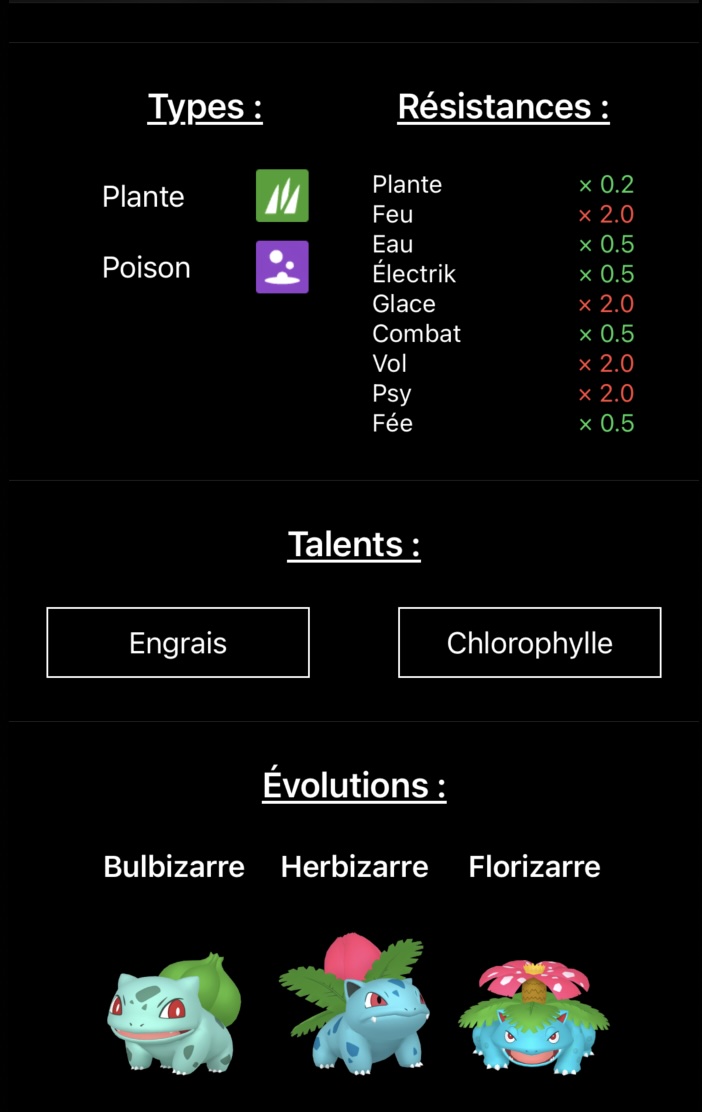 Types :
Plante
Poison
Résistances :
Plante × 0.2
Feu × 2.0
Eau × 0.5
Électrik × 0.5
Glace × 2.0
Combat × 0.5
Vol × 2.0
Psy × 2.0
Fée × 0.5
Talents :
Engrais
Chlorophylle
Évolutions :
Bulbizarre Herbizarre Florizarre